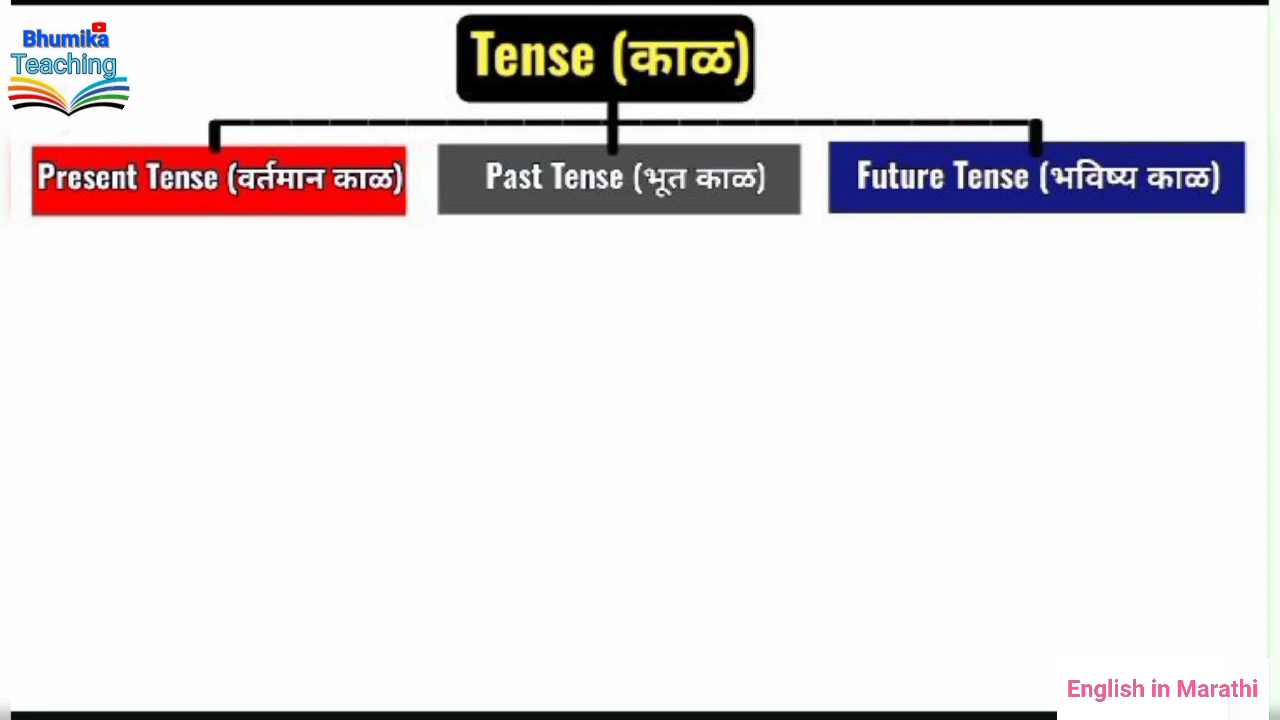 Bhumika
Teaching
Tense (काळ)
Present Tense (वर्तमान काळ)
Past Tense (भूत काळ)
Future Tense (भविष्य काळ)
English in Marathi